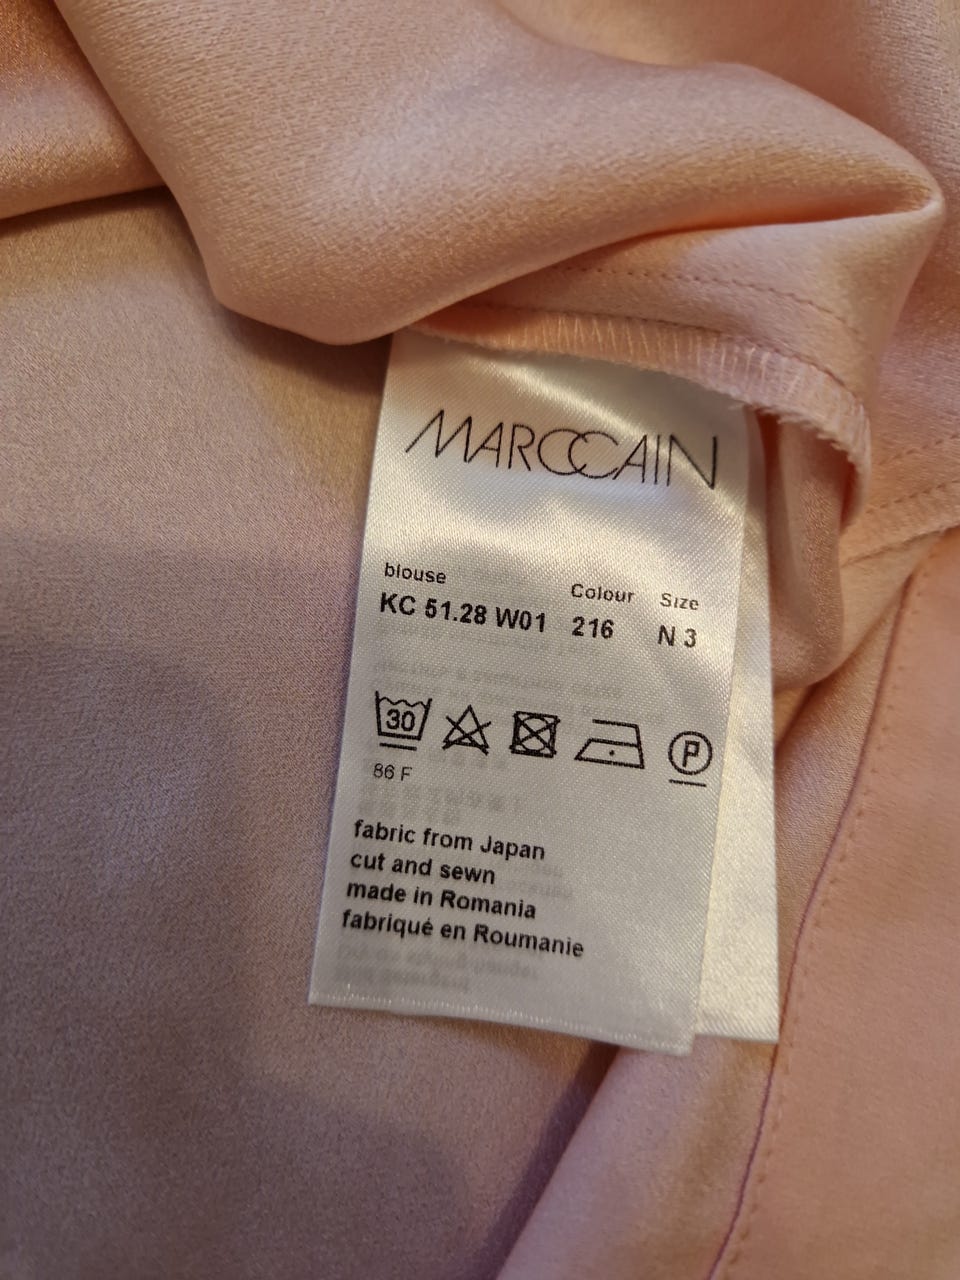 MARCCAIN
blouse Colour Size
KC 51.28 W01 216 N 3
30 P
86 F
fabric from Japan
cut and sewn
made in Romania
fabriqué en Roumanie